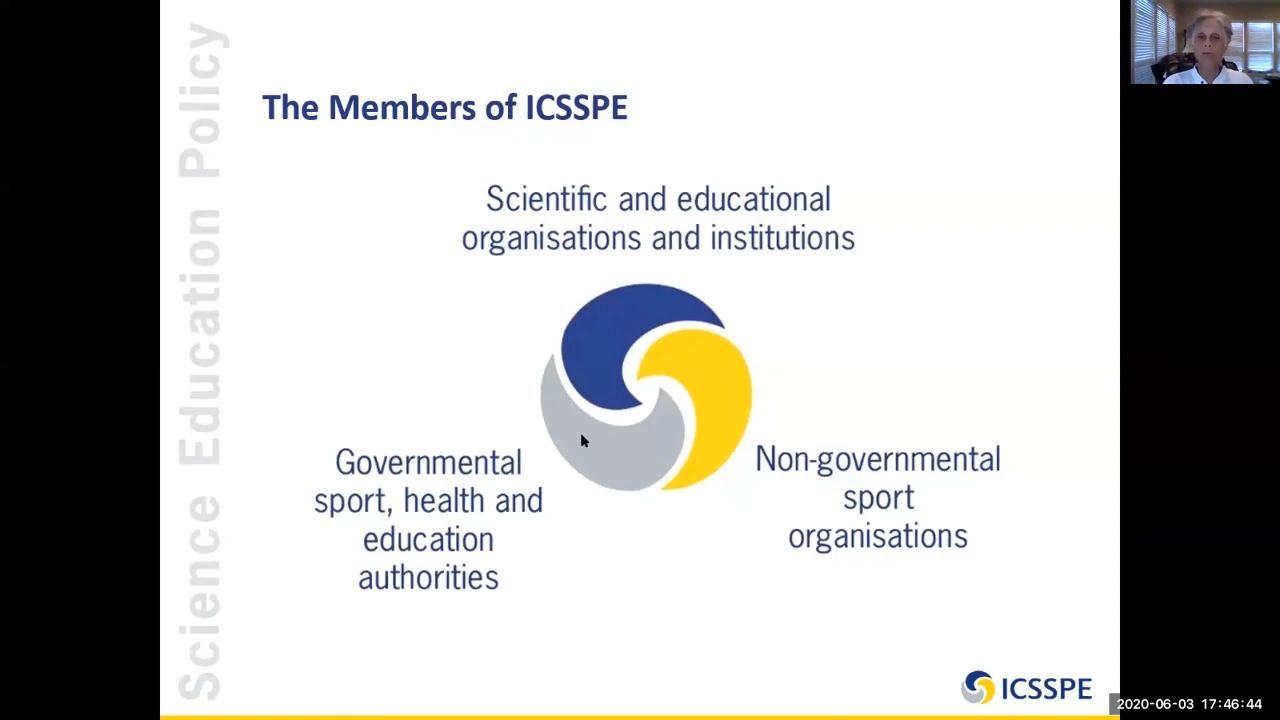 Science Education Policy
The Members of ICSSPE
Scientific and educational
organisations and institutions
Governmental
sport, health and
education
authorities
Non-governmental
sport
organisations
ICSSPE
2020-06-03 17:46:44